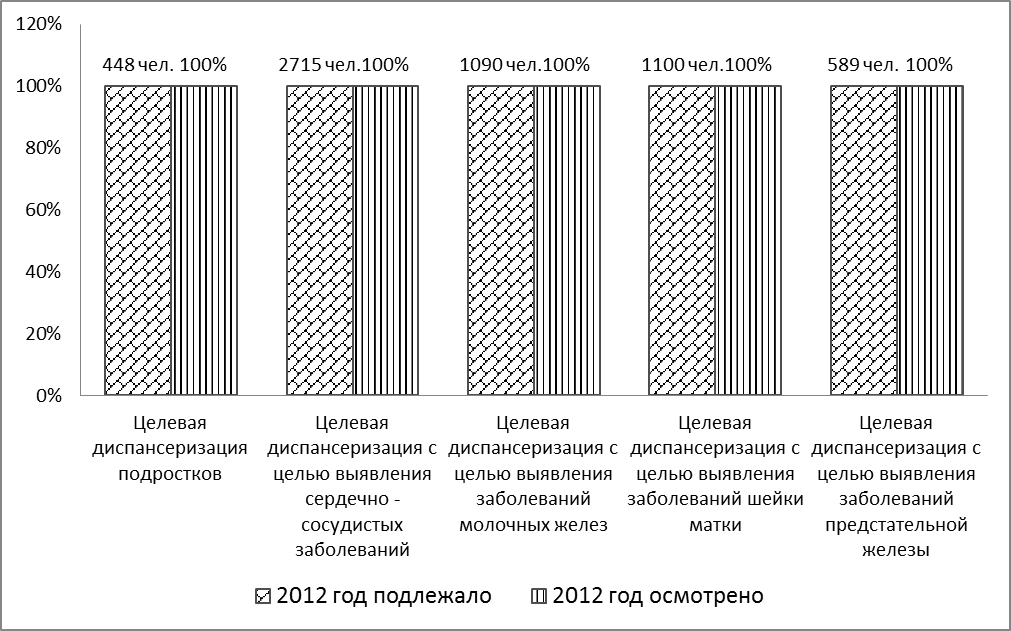 120%
448 чел. 100%
2715 чел.100%
1090 чел.100%
1100 чел.100%
589 чел. 100%
100%
80%
60%
40%
20%
0%
Целевая
диспансеризация
подростков
Целевая
диспансеризация с
целью выявления
сердечно -
сосудистых
заболеваний
Целевая
диспансеризация с
целью выявления
заболеваний
молочных желез
Целевая
диспансеризация с
целью выявления
заболеваний шейки
матки
Целевая
диспансеризация с
целью выявления
заболеваний
предстательной
железы
2012 год подлежало
2012 год осмотрено